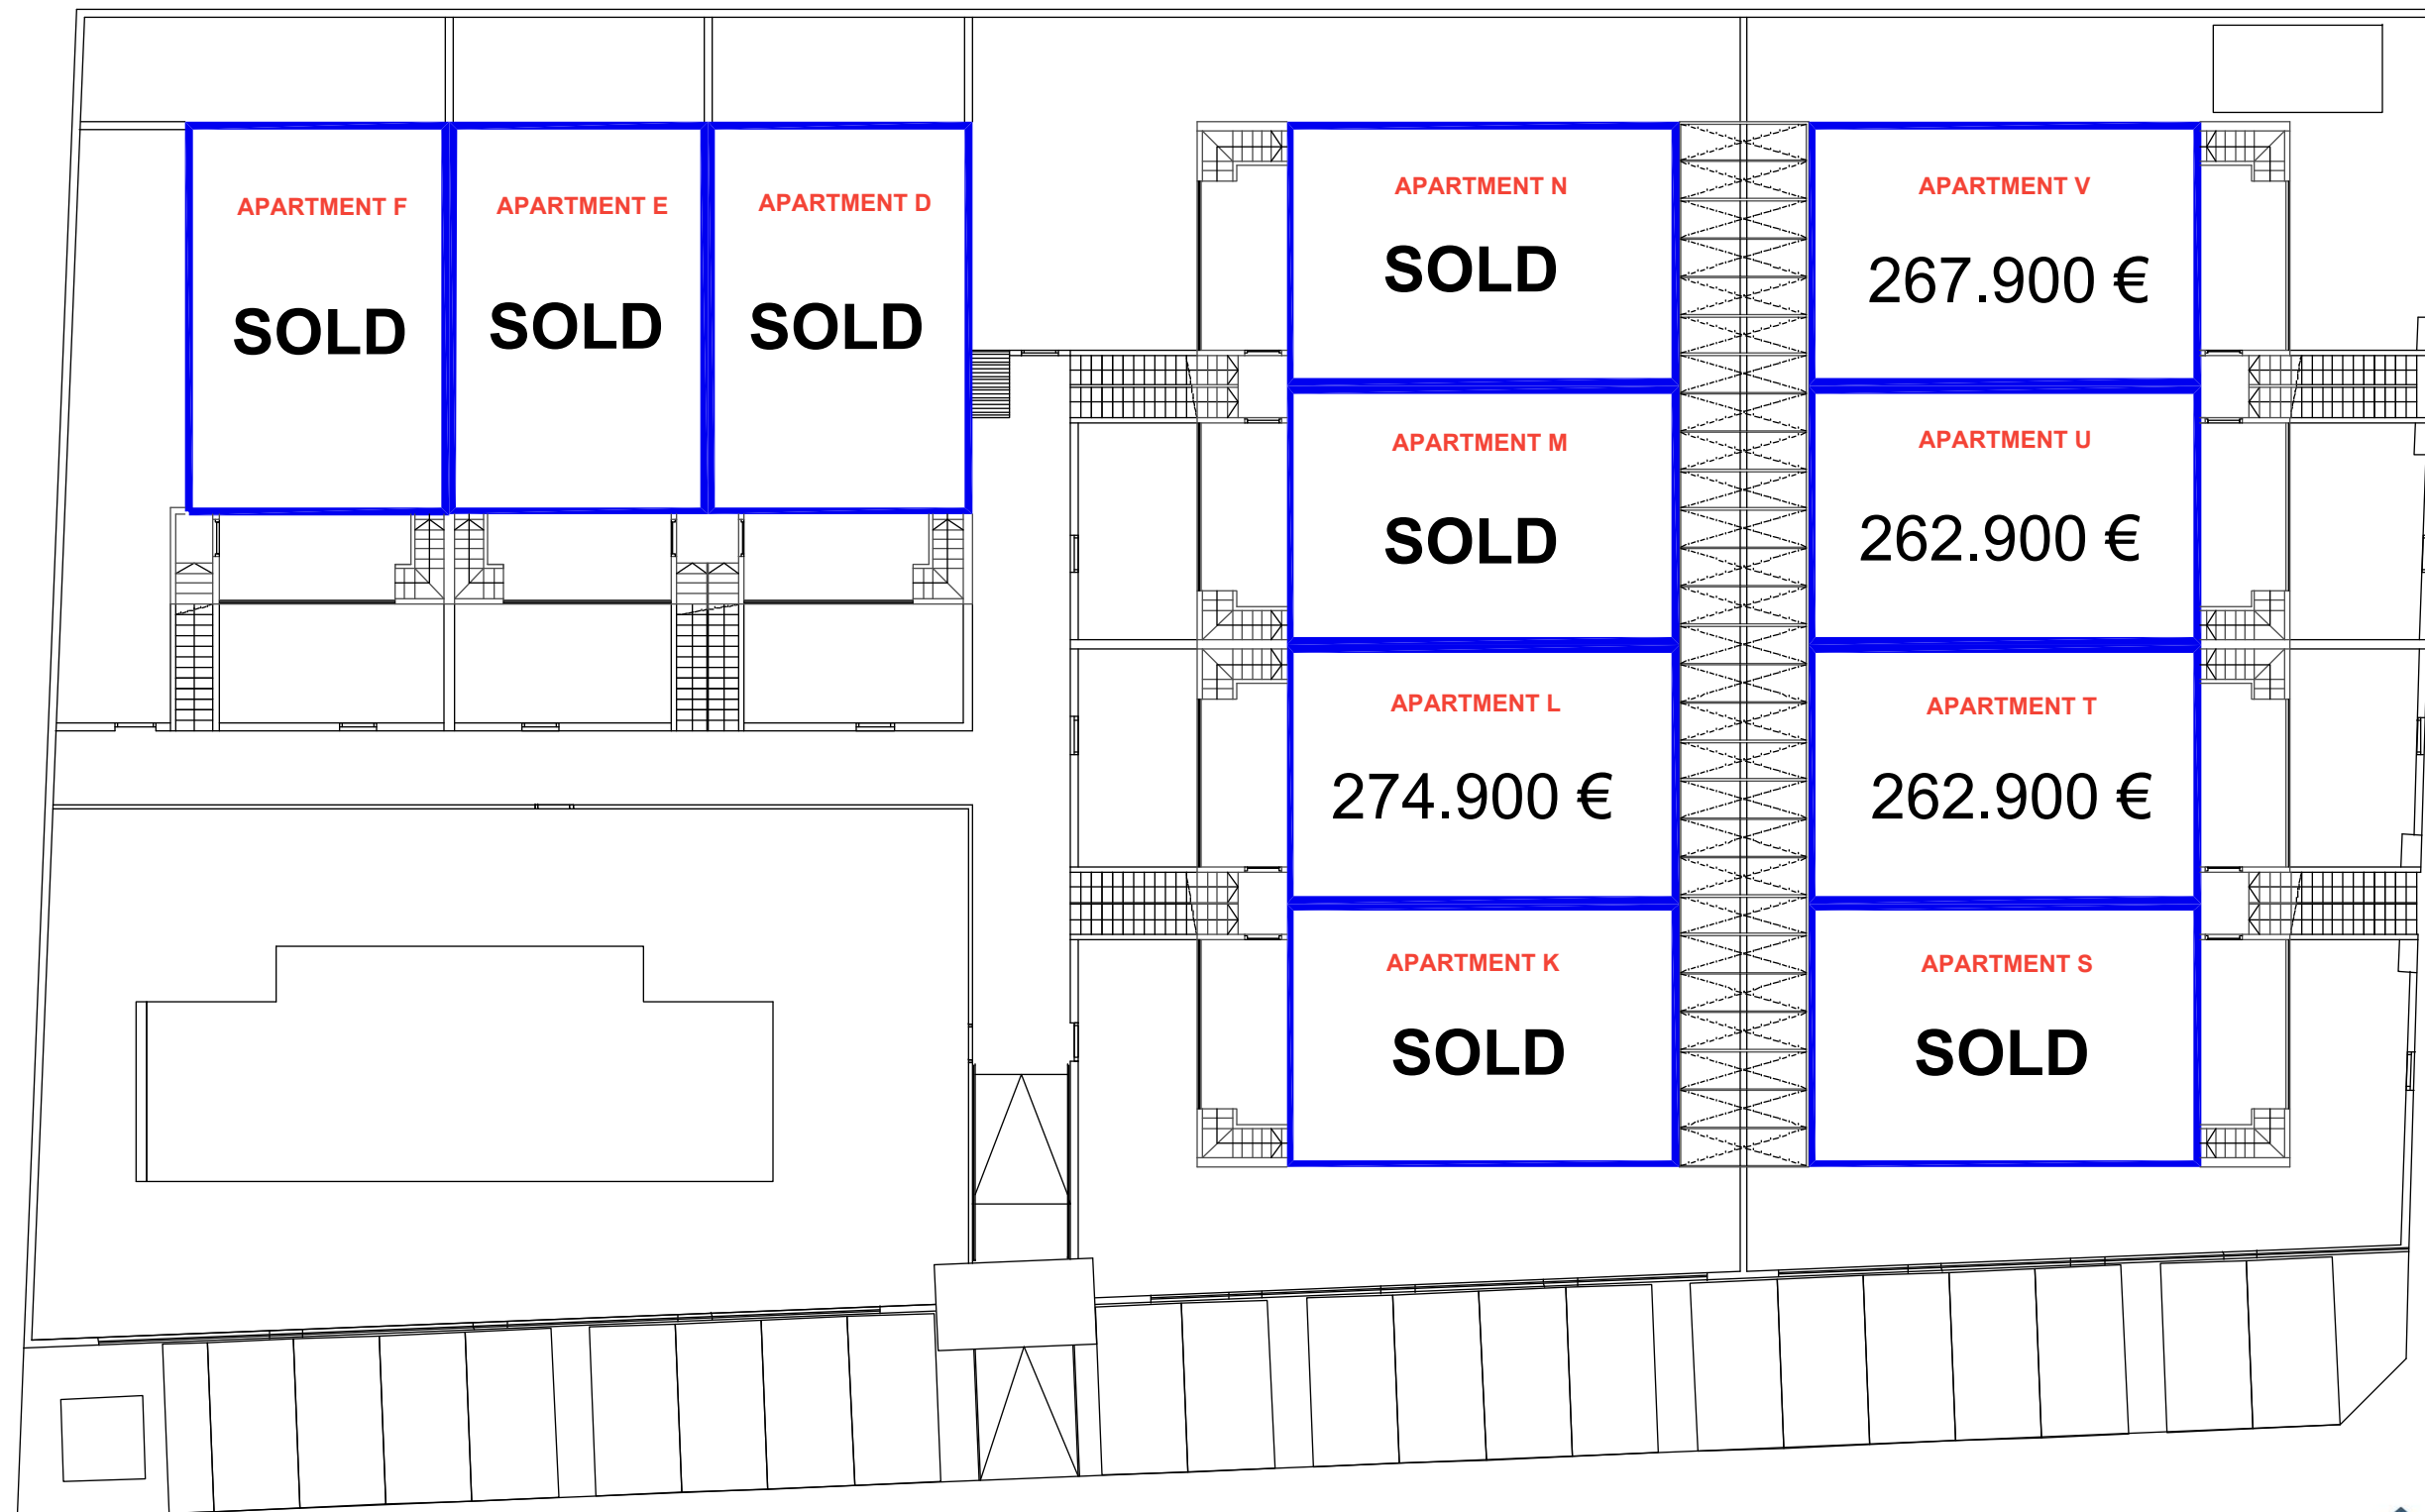 APARTMENT F
SOLD
APARTMENT E
SOLD
APARTMENT D
SOLD
APARTMENT N
SOLD
APARTMENT V
267.900 €
APARTMENT M
SOLD
APARTMENT U
262.900 €
APARTMENT L
274.900 €
APARTMENT T
262.900 €
APARTMENT K
SOLD
APARTMENT S
SOLD